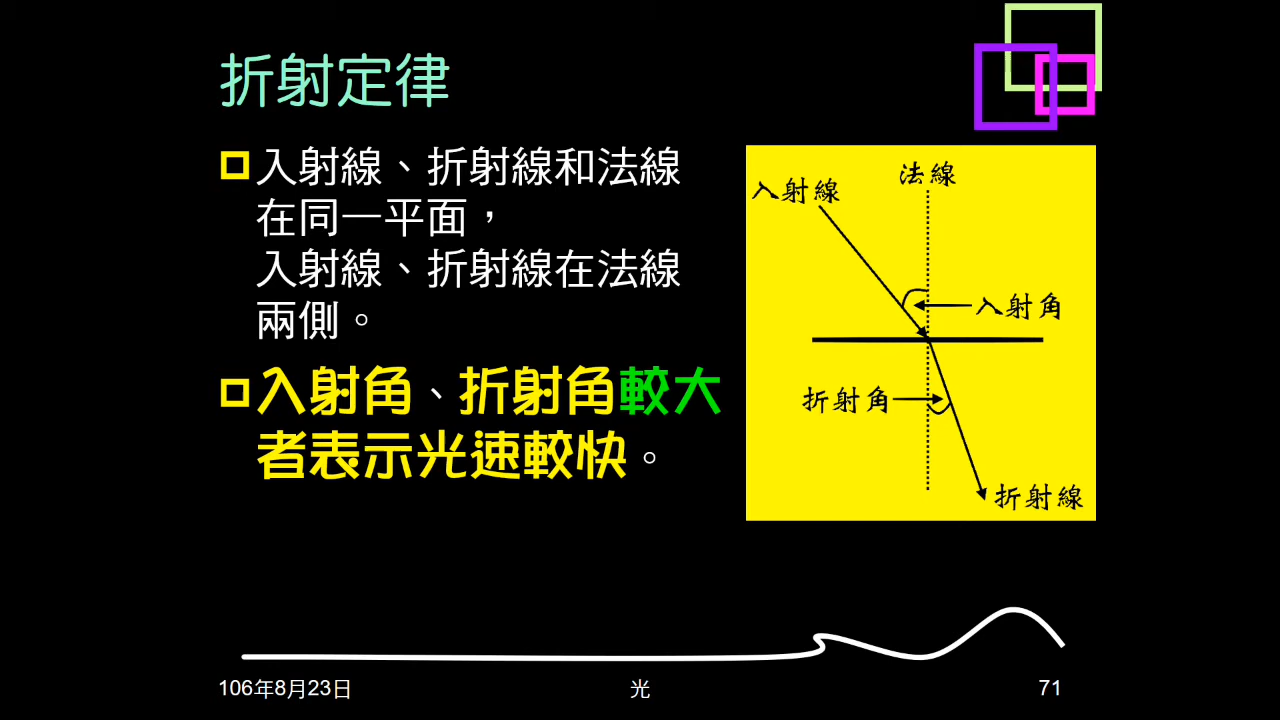 折射定律
入射線、折射線和法線
在同一平面，
入射線、折射線在法線
兩側。
入射角、折射角較大
者表示光速較快。
法線
入射線
入射角
折射角
折射線
106年8月23日
光
71